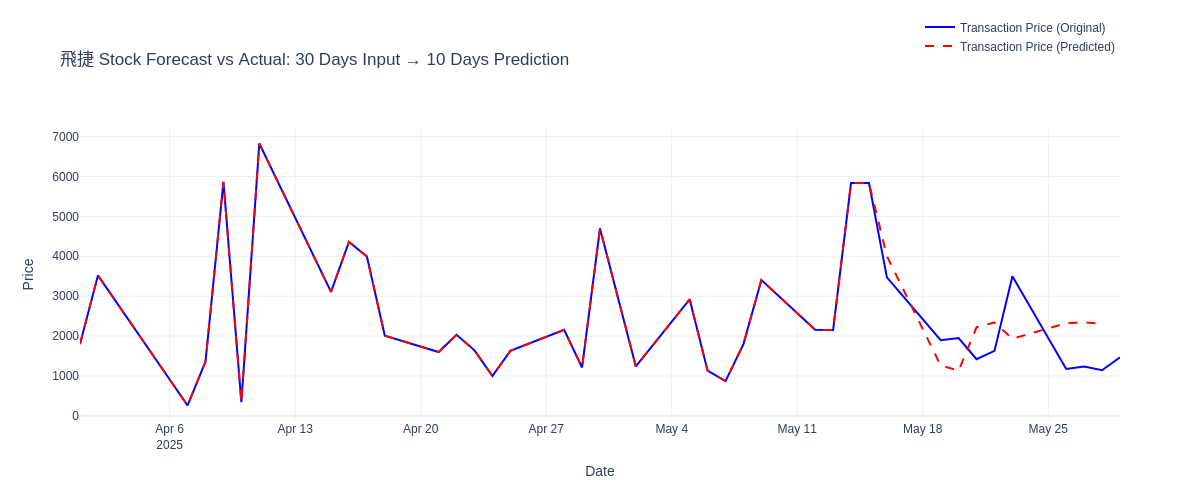 飛捷 Stock Forecast vs Actual: 30 Days Input → 10 Days Prediction
Transaction Price (Original)
Transaction Price (Predicted)
Price
7000
6000
5000
4000
3000
2000
1000
0
Apr 6
2025
Apr 13
Apr 20
Apr 27
May 4
May 11
May 18
May 25
Date